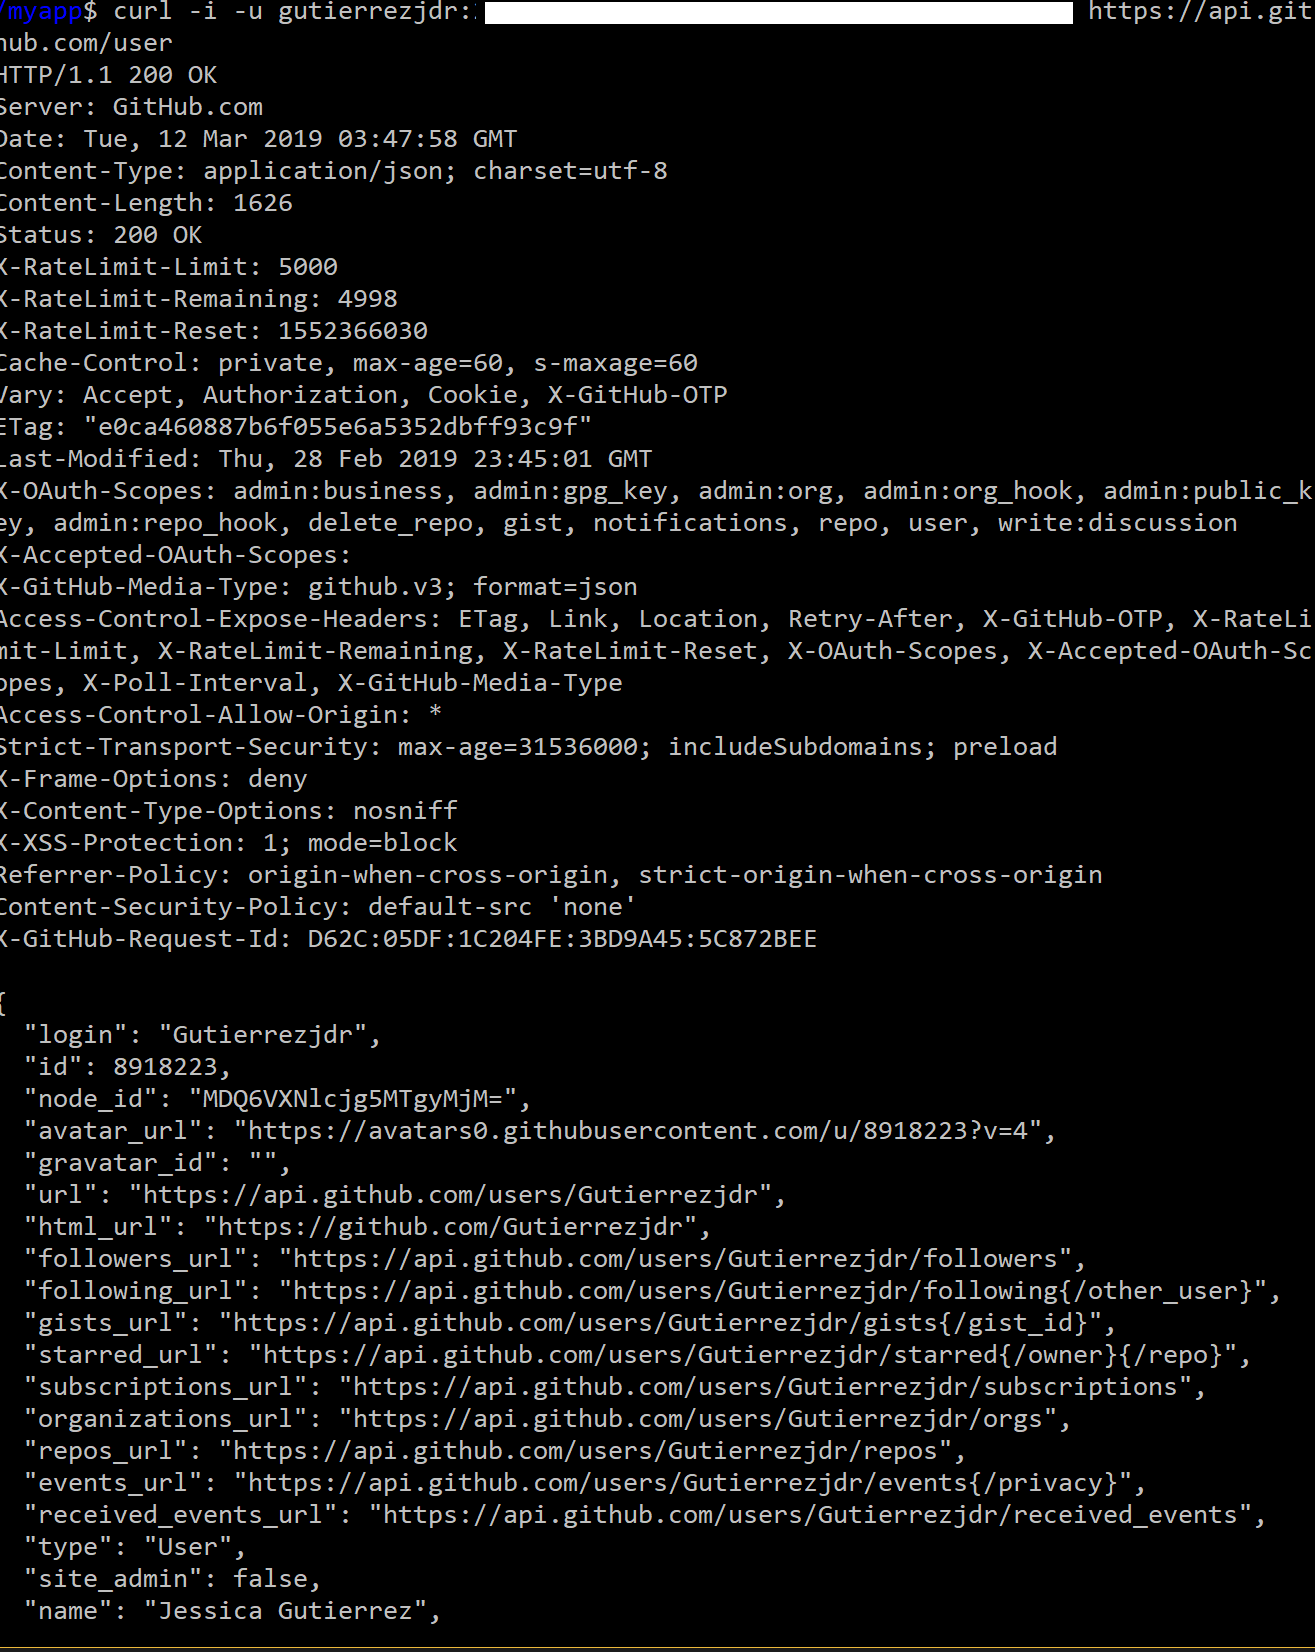 /myapp$ curl -i -u gutierrezjdr: https://api.git
hub.com/user
HTTP/1.1 200 OK
Server: GitHub.com
Date: Tue, 12 Mar 2019 03:47:58 GMT
Content-Type: application/json; charset=utf-8
Content-Length: 1626
Status: 200 OK
X-RateLimit-Limit: 5000
X-RateLimit-Remaining: 4998
X-RateLimit-Reset: 1552366030
Cache-Control: private, max-age=60, s-maxage=60
Vary: Accept, Authorization, Cookie, X-GitHub-OTP
ETag: "e0ca460887b6f055e6a5352dbff93c9f"
Last-Modified: Thu, 28 Feb 2019 23:45:01 GMT
X-OAuth-Scopes: admin:business, admin:gpg_key, admin:org, admin:org_hook, admin:public_k
ey, admin:repo_hook, delete_repo, gist, notifications, repo, user, write:discussion
X-Accepted-OAuth-Scopes:
X-GitHub-Media-Type: github.v3; format=json
Access-Control-Expose-Headers: ETag, Link, Location, Retry-After, X-GitHub-OTP, X-RateLi
mit-Limit, X-RateLimit-Remaining, X-RateLimit-Reset, X-OAuth-Scopes, X-Accepted-OAuth-Sc
opes, X-Poll-Interval, X-GitHub-Media-Type
Access-Control-Allow-Origin: *
Strict-Transport-Security: max-age=31536000; includeSubdomains; preload
X-Frame-Options: deny
X-Content-Type-Options: nosniff
X-XSS-Protection: 1; mode=block
Referrer-Policy: origin-when-cross-origin, strict-origin-when-cross-origin
Content-Security-Policy: default-src 'none'
X-GitHub-Request-Id: D62C:05DF:1C204FE:3BD9A45:5C872BEE
{
"login": "Gutierrezjdr",
"id": 8918223,
"node_id": "MDQ6VXNlcjg5MTgyMjM=",
"avatar_url": "https://avatars0.githubusercontent.com/u/8918223?v=4",
"gravatar_id": "",
"url": "https://api.github.com/users/Gutierrezjdr",
"html_url": "https://github.com/Gutierrezjdr",
"followers_url": "https://api.github.com/users/Gutierrezjdr/followers",
"following_url": "https://api.github.com/users/Gutierrezjdr/following{/other_user}",
"gists_url": "https://api.github.com/users/Gutierrezjdr/gists{/gist_id}",
"starred_url": "https://api.github.com/users/Gutierrezjdr/starred{/owner}{/repo}",
"subscriptions_url": "https://api.github.com/users/Gutierrezjdr/subscriptions",
"organizations_url": "https://api.github.com/users/Gutierrezjdr/orgs",
"repos_url": "https://api.github.com/users/Gutierrezjdr/repos",
"events_url": "https://api.github.com/users/Gutierrezjdr/events{/privacy}",
"received_events_url": "https://api.github.com/users/Gutierrezjdr/received_events",
"type": "User",
"site_admin": false,
"name": "Jessica Gutierrez",